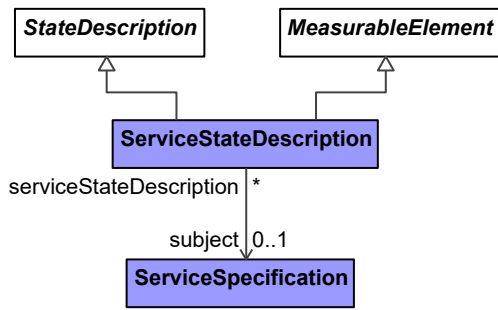 StateDescription
MeasurableElement
ServiceStateDescription
serviceStateDescription *
subject 0..1
ServiceSpecification